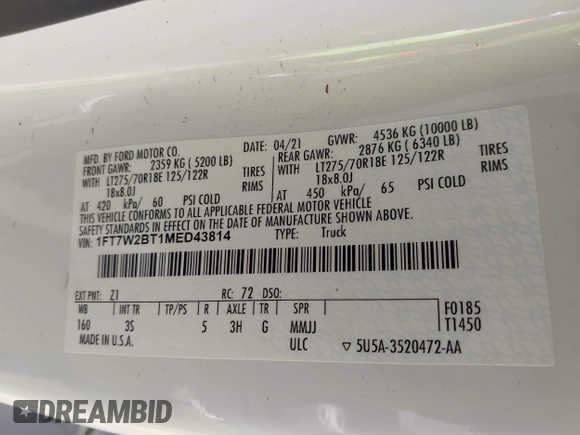 MFD. BY FORD MOTOR CO. DATE: 04/21 GVWR: 4536 KG (10000 LB)
FRONT GAWR: 2359 KG ( 5200 LB) REAR GAWR: 2876 KG ( 6340 LB)
WITH LT275/70R18E 125/122R TIRES WITH LT275/70R18E 125/122R TIRES
18x8.0J RIMS 18x8.0J RIMS
AT 420 kPa/ 60 PSI COLD AT 450 kPa/ 65 PSI COLD
THIS VEHICLE CONFORMS TO ALL APPLICABLE FEDERAL MOTOR VEHICLE
SAFETY STANDARDS IN EFFECT ON THE DATE OF MANUFACTURE SHOWN ABOVE.
VIN: 1FT7W2BT1MED43814 TYPE: Truck
EXT PNT: Z1 RC: 72 DSO: F0185
WB INT TR TP/PS R AXLE TR SPR T1450
160 3S 5 3H G MMJJ
MADE IN U.S.A. ULC ▽ 5U5A-3520472-AA
DREAMBID